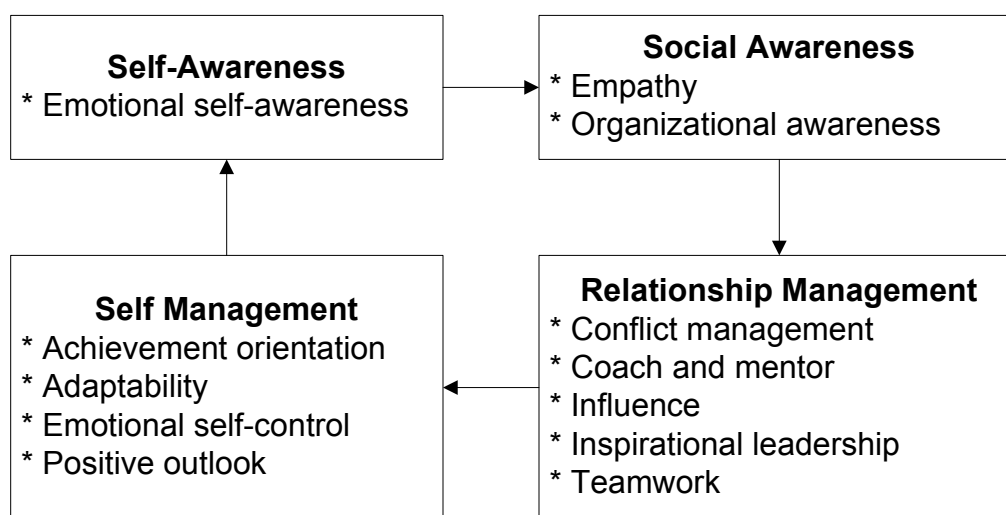 Self-Awareness
* Emotional self-awareness
Social Awareness
* Empathy
* Organizational awareness
Self Management
* Achievement orientation
* Adaptability
* Emotional self-control
* Positive outlook
Relationship Management
* Conflict management
* Coach and mentor
* Influence
* Inspirational leadership
* Teamwork